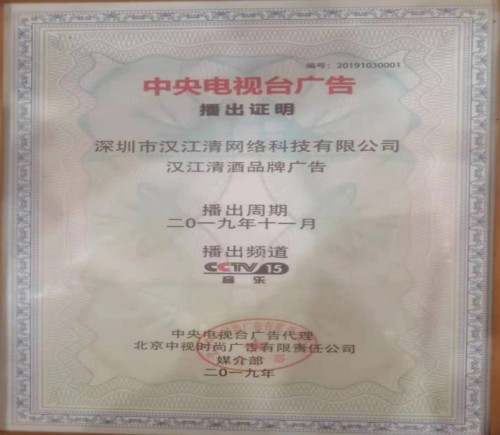 编号：20191030001
中央电视台广告
播出证明
深圳市汉江清网络科技有限公司
汉江清酒品牌广告
播出周期
二0一九年十一月
播出频道
CCTV 15
音乐
中央电视台广告代理
北京中视时尚广告有限责任公司
媒介部
二0一九年